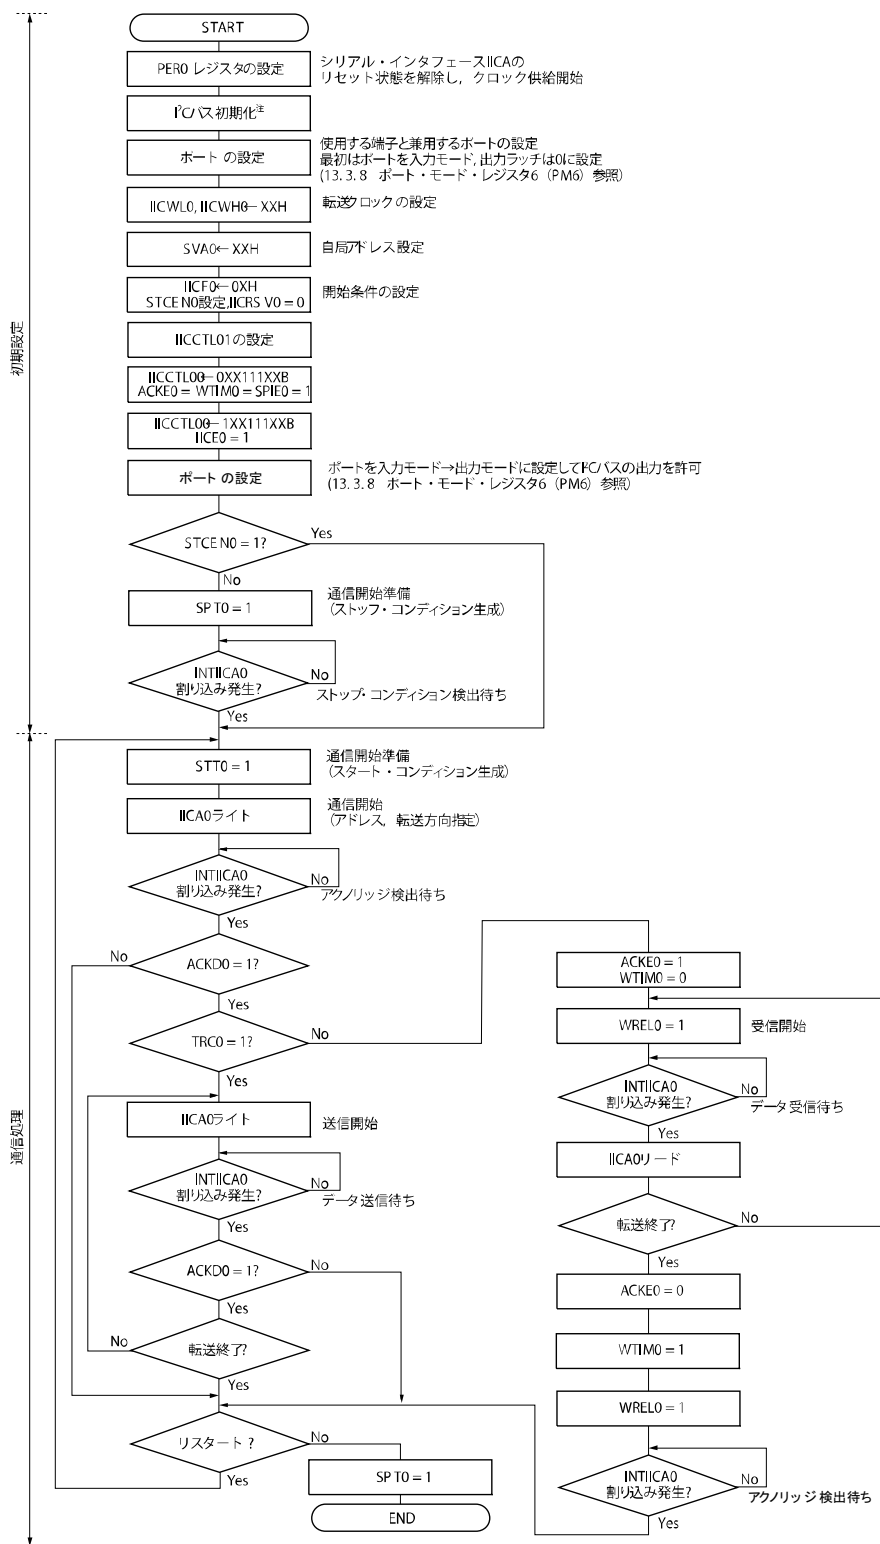 START
PER0 レジスタの設定
シリアル・インタフェースIICAの
リセット状態を解除し，クロック供給開始
I²Cバス初期化注
ポート の設定
使用する端子と兼用するポートの設定
最初はポートを入力モード, 出力ラッチは0に設定
(13. 3. 8 ポート・モード・レジスタ6（PM6）参照)
IICWL0, IICWH0← XXH
転送クロックの設定
SVA0← XXH
自局アドレス設定
IICF0← 0XH
STCE N0設定, IICRS V0 = 0
開始条件の設定
初期設定
IICCTL01の設定
IICCTL00← 0XX111XXB
ACKE0 = WTIM0 = SPIE0 = 1
IICCTL00← 1XX111XXB
IICE0 = 1
ポート の設定
ポートを入力モード→出力モードに設定してI²Cバスの出力を許可
(13. 3. 8 ポート・モード・レジスタ6（PM6）参照)
STCE N0 = 1?
Yes
No
SP T0 = 1
通信開始準備
(ストップ・コンディション生成)
INTIICA0
割り込み発生?
No
ストップ・コンディション検出待ち
Yes
STT0 = 1
通信開始準備
(スタート・コンディション生成)
IICA0ライト
通信開始
(アドレス，転送方向指定)
INTIICA0
割り込み発生?
No
アクノリッジ検出待ち
Yes
No
ACKD0 = 1?
Yes
ACKE0 = 1
WTIM0 = 0
TRC0 = 1?
No
Yes
WREL0 = 1
受信開始
INTIICA0
割り込み発生?
No
データ受信待ち
Yes
IICA0ライト
送信開始
通信処理
IICA0リード
INTIICA0
割り込み発生?
No
データ送信待ち
Yes
転送終了?
No
Yes
ACKD0 = 1?
No
Yes
ACKE0 = 0
No
転送終了?
Yes
WTIM0 = 1
WREL0 = 1
リスタート ?
No
Yes
SP T0 = 1
END
INTIICA0
割り込み発生?
No
アクノリッジ検出待ち
Yes